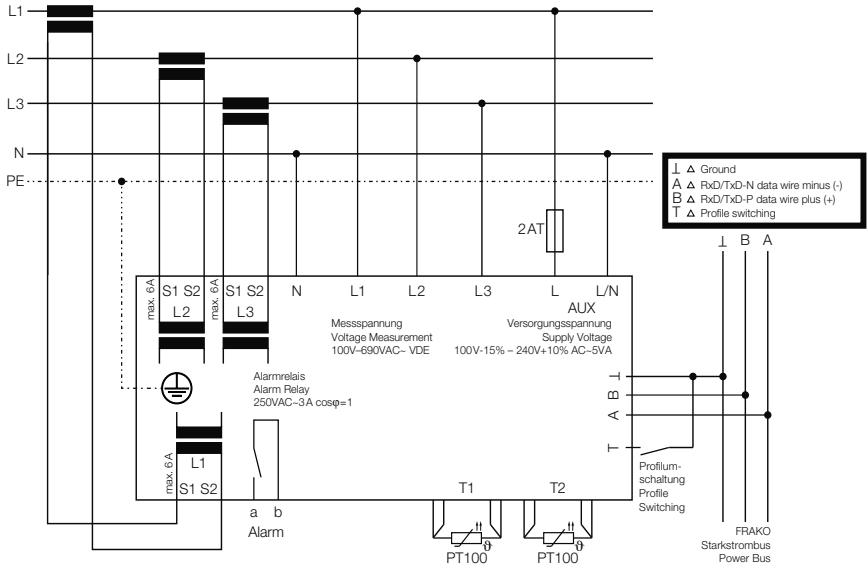 L1
L2
L3
N
PE
⊥ ≙ Ground
A ≙ RxD/TxD-N data wire minus (-)
B ≙ RxD/TxD-P data wire plus (+)
T ≙ Profile switching
2AT
⊥ B A
max. 6A
S1 S2
L2
max. 6A
S1 S2
L3
N L1 L2 L3 L L/N
AUX
Messspannung
Voltage Measurement
100V–690VAC~ VDE
Versorgungsspannung
Supply Voltage
100V-15% – 240V+10% AC~5VA
Alarmrelais
Alarm Relay
250VAC~3A cosφ=1
⊥
B
A
T
max. 6A
L1
S1 S2
a b
Alarm
T1
T2
ϑ
PT100
ϑ
PT100
Profilum-
schaltung
Profile
Switching
FRAKO
Starkstrombus
Power Bus